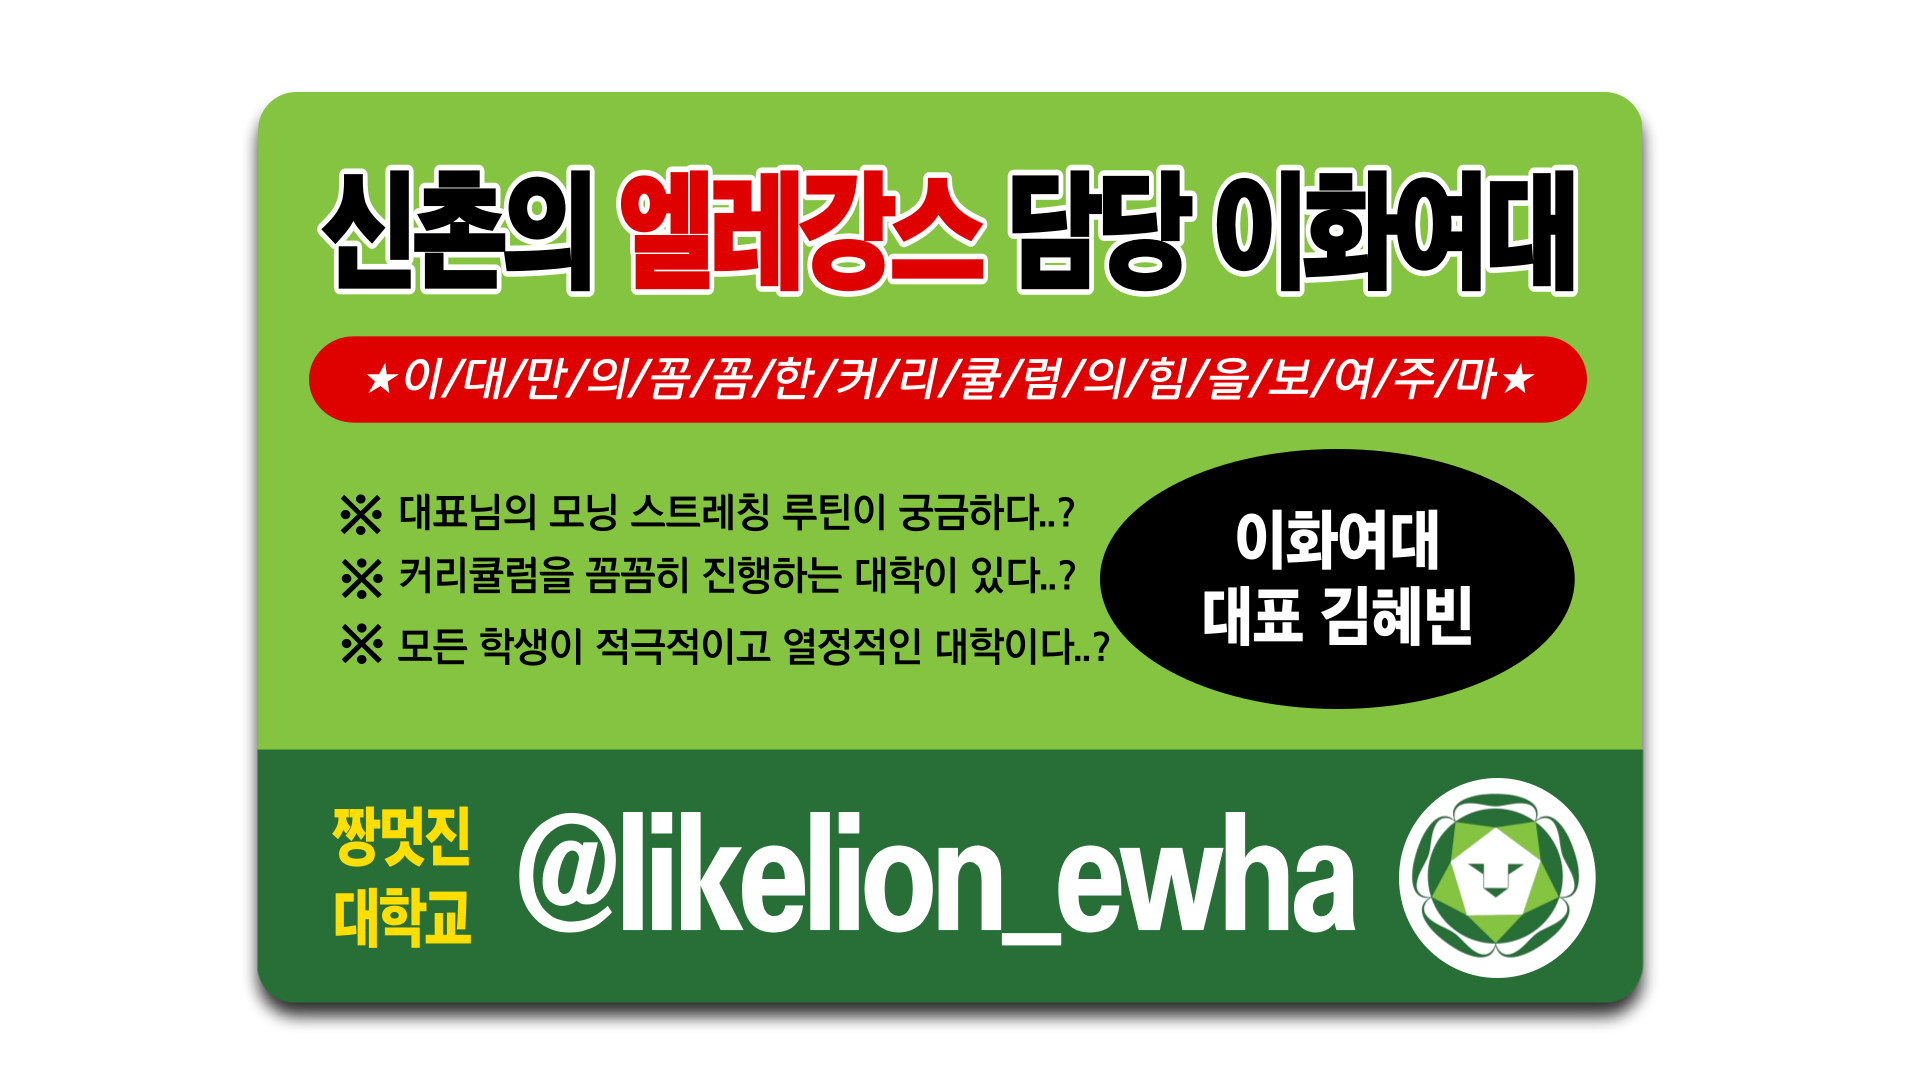 신촌의 엘레강스 담당 이화여대
★이/대/만/의/꼼/꼼/한/커/리/큘/럼/의/힘/을/보/여/주/마★
※ 대표님의 모닝 스트레칭 루틴이 궁금하다..?
※ 커리큘럼을 꼼꼼히 진행하는 대학이 있다..?
※ 모든 학생이 적극적이고 열정적인 대학이다..?
이화여대
대표 김혜빈
짱멋진
대학교
@likelion_ewha